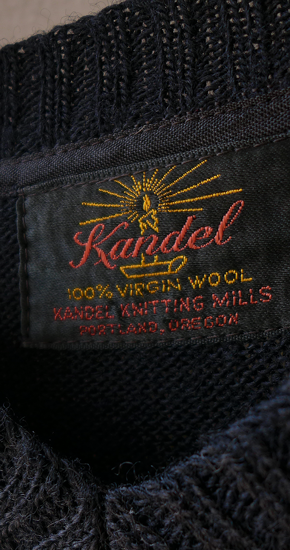 Kandel
100% VIRGIN WOOL
KANDEL KNITTING MILLS
PORTLAND, OREGON